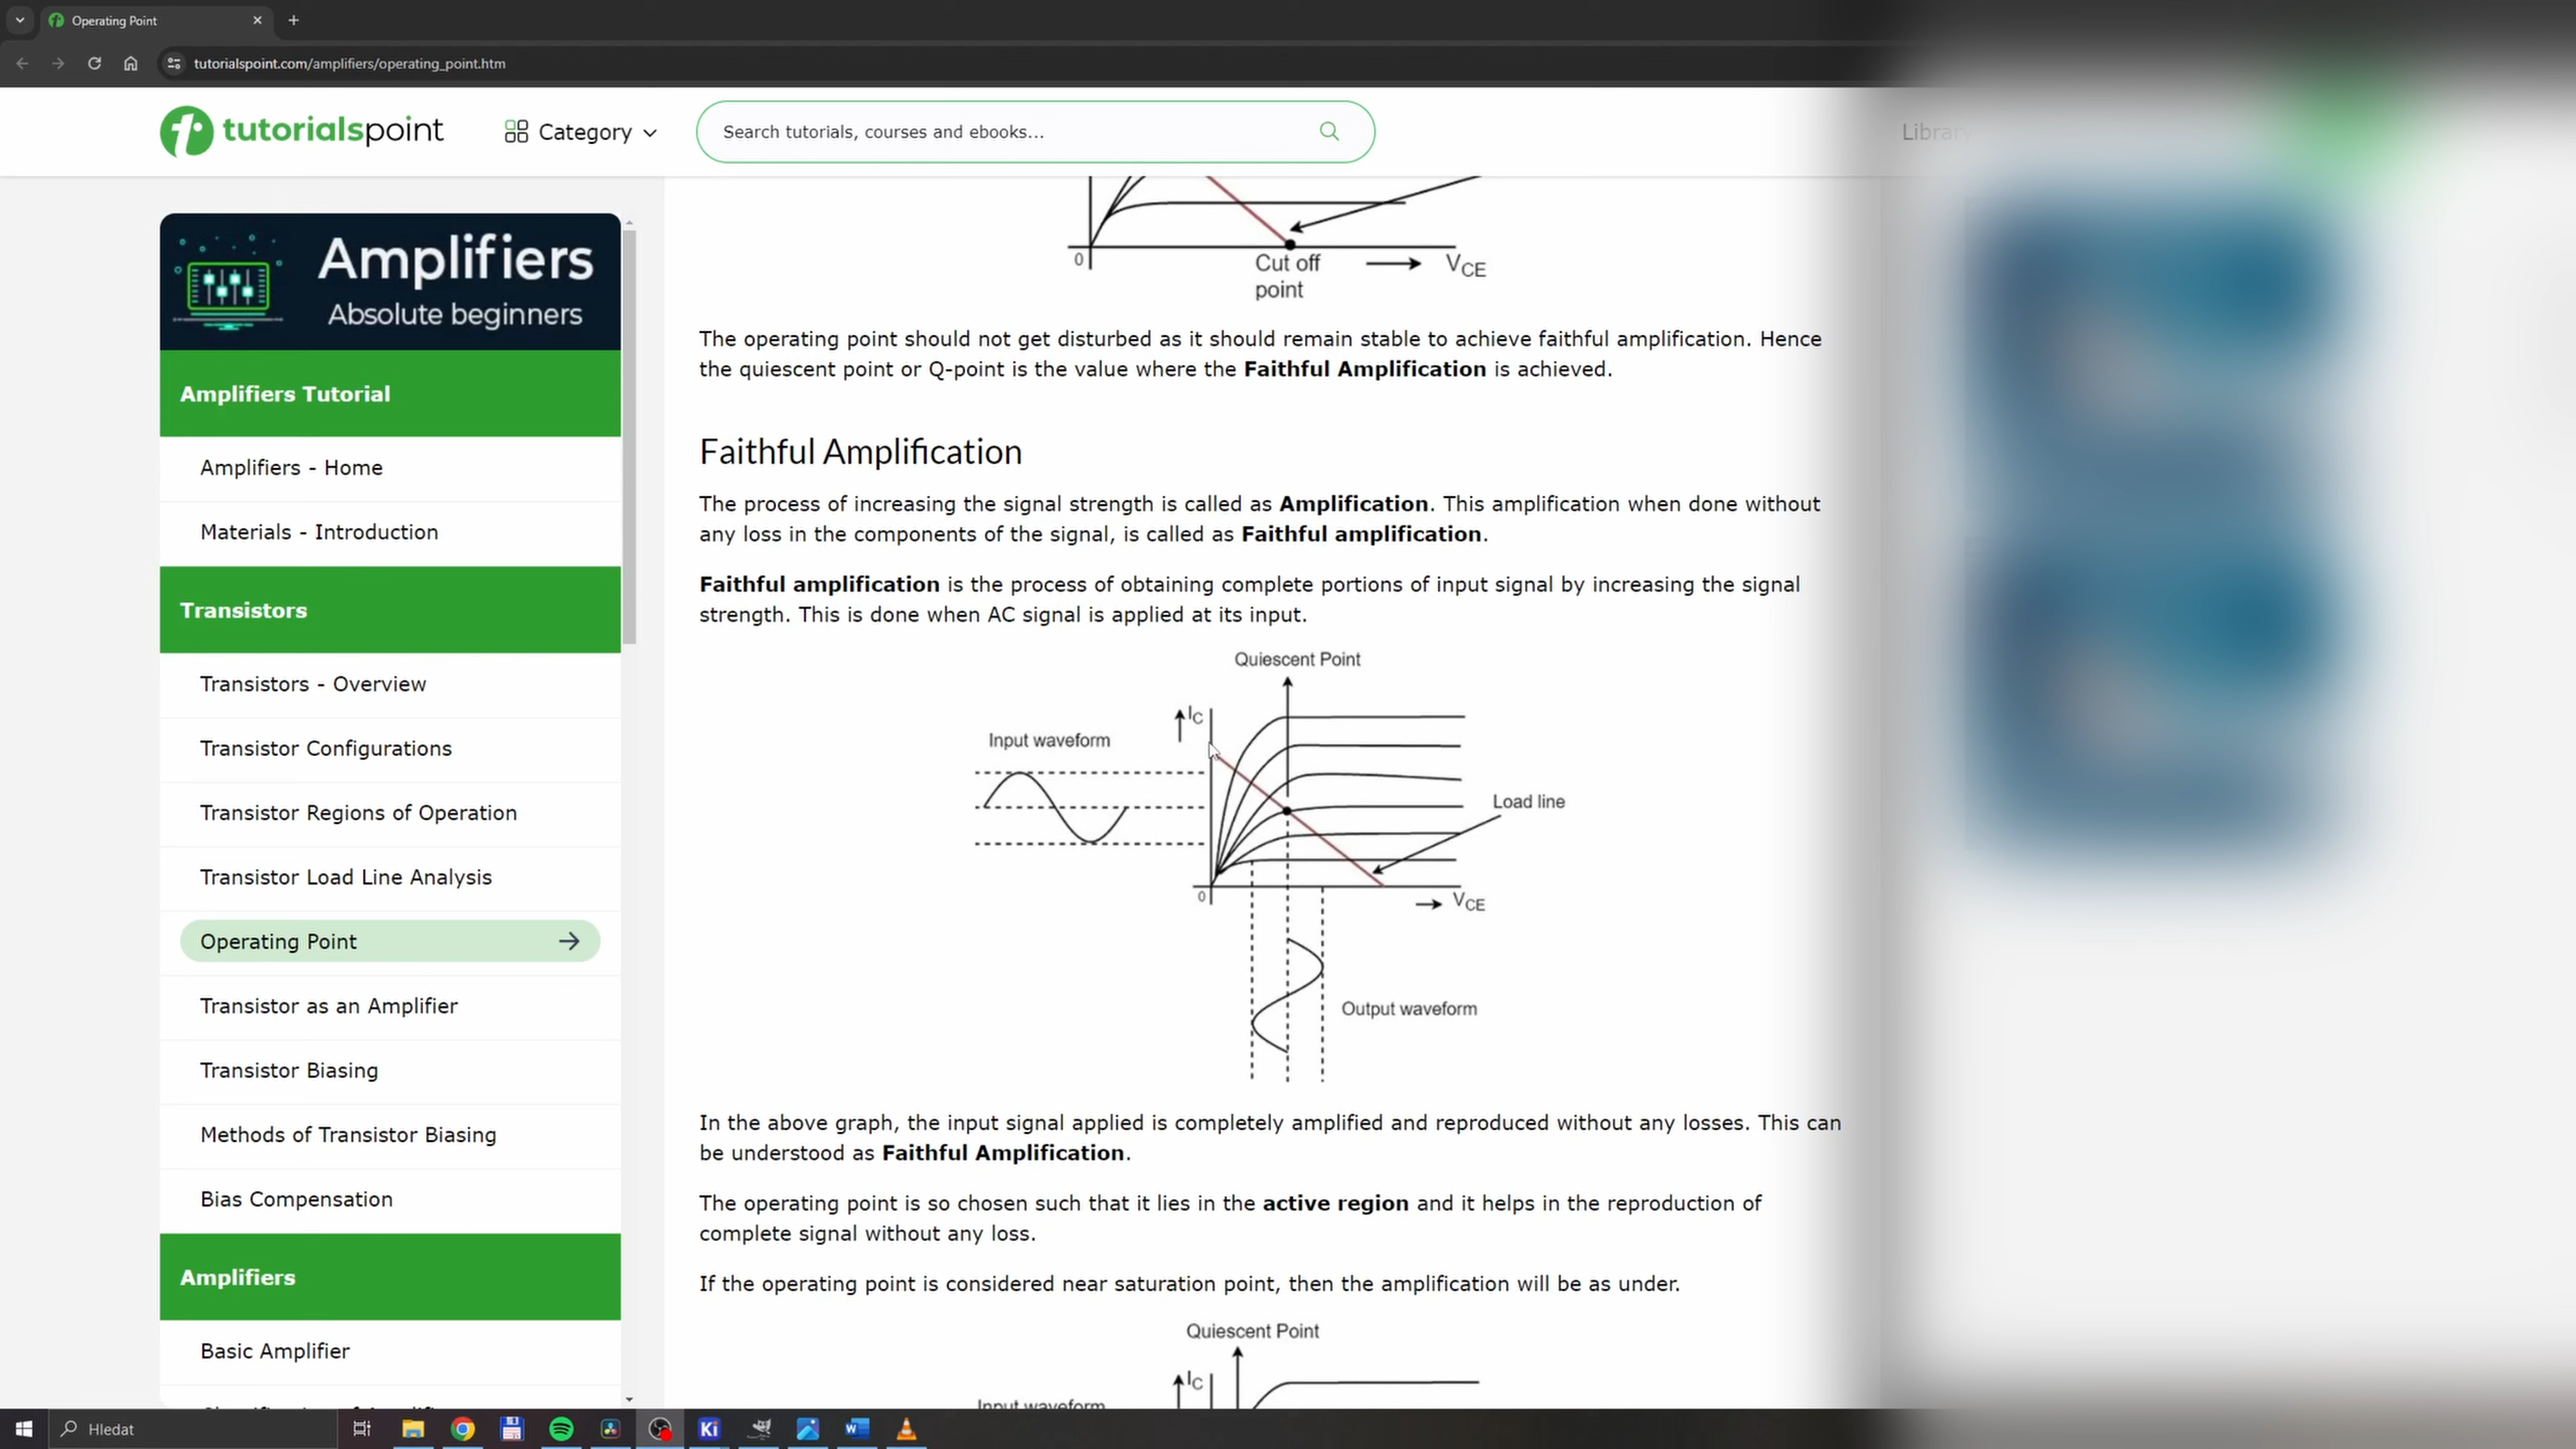 Operating Point
tutorialspoint.com/amplifiers/operating_point.htm
tutorialspoint
Category
Search tutorials, courses and ebooks...
Library
Amplifiers
Absolute beginners
Amplifiers Tutorial
Amplifiers - Home
Materials - Introduction
Transistors
Transistors - Overview
Transistor Configurations
Transistor Regions of Operation
Transistor Load Line Analysis
Operating Point
Transistor as an Amplifier
Transistor Biasing
Methods of Transistor Biasing
Bias Compensation
Amplifiers
Basic Amplifier
0
Cut off
point
VCE
The operating point should not get disturbed as it should remain stable to achieve faithful amplification. Hence
the quiescent point or Q-point is the value where the Faithful Amplification is achieved.
Faithful Amplification
The process of increasing the signal strength is called as Amplification. This amplification when done without
any loss in the components of the signal, is called as Faithful amplification.
Faithful amplification is the process of obtaining complete portions of input signal by increasing the signal
strength. This is done when AC signal is applied at its input.
Quiescent Point
IC
Input waveform
Load line
0
VCE
Output waveform
In the above graph, the input signal applied is completely amplified and reproduced without any losses. This can
be understood as Faithful Amplification.
The operating point is so chosen such that it lies in the active region and it helps in the reproduction of
complete signal without any loss.
If the operating point is considered near saturation point, then the amplification will be as under.
Quiescent Point
IC
Input waveform
Hledat
Ki